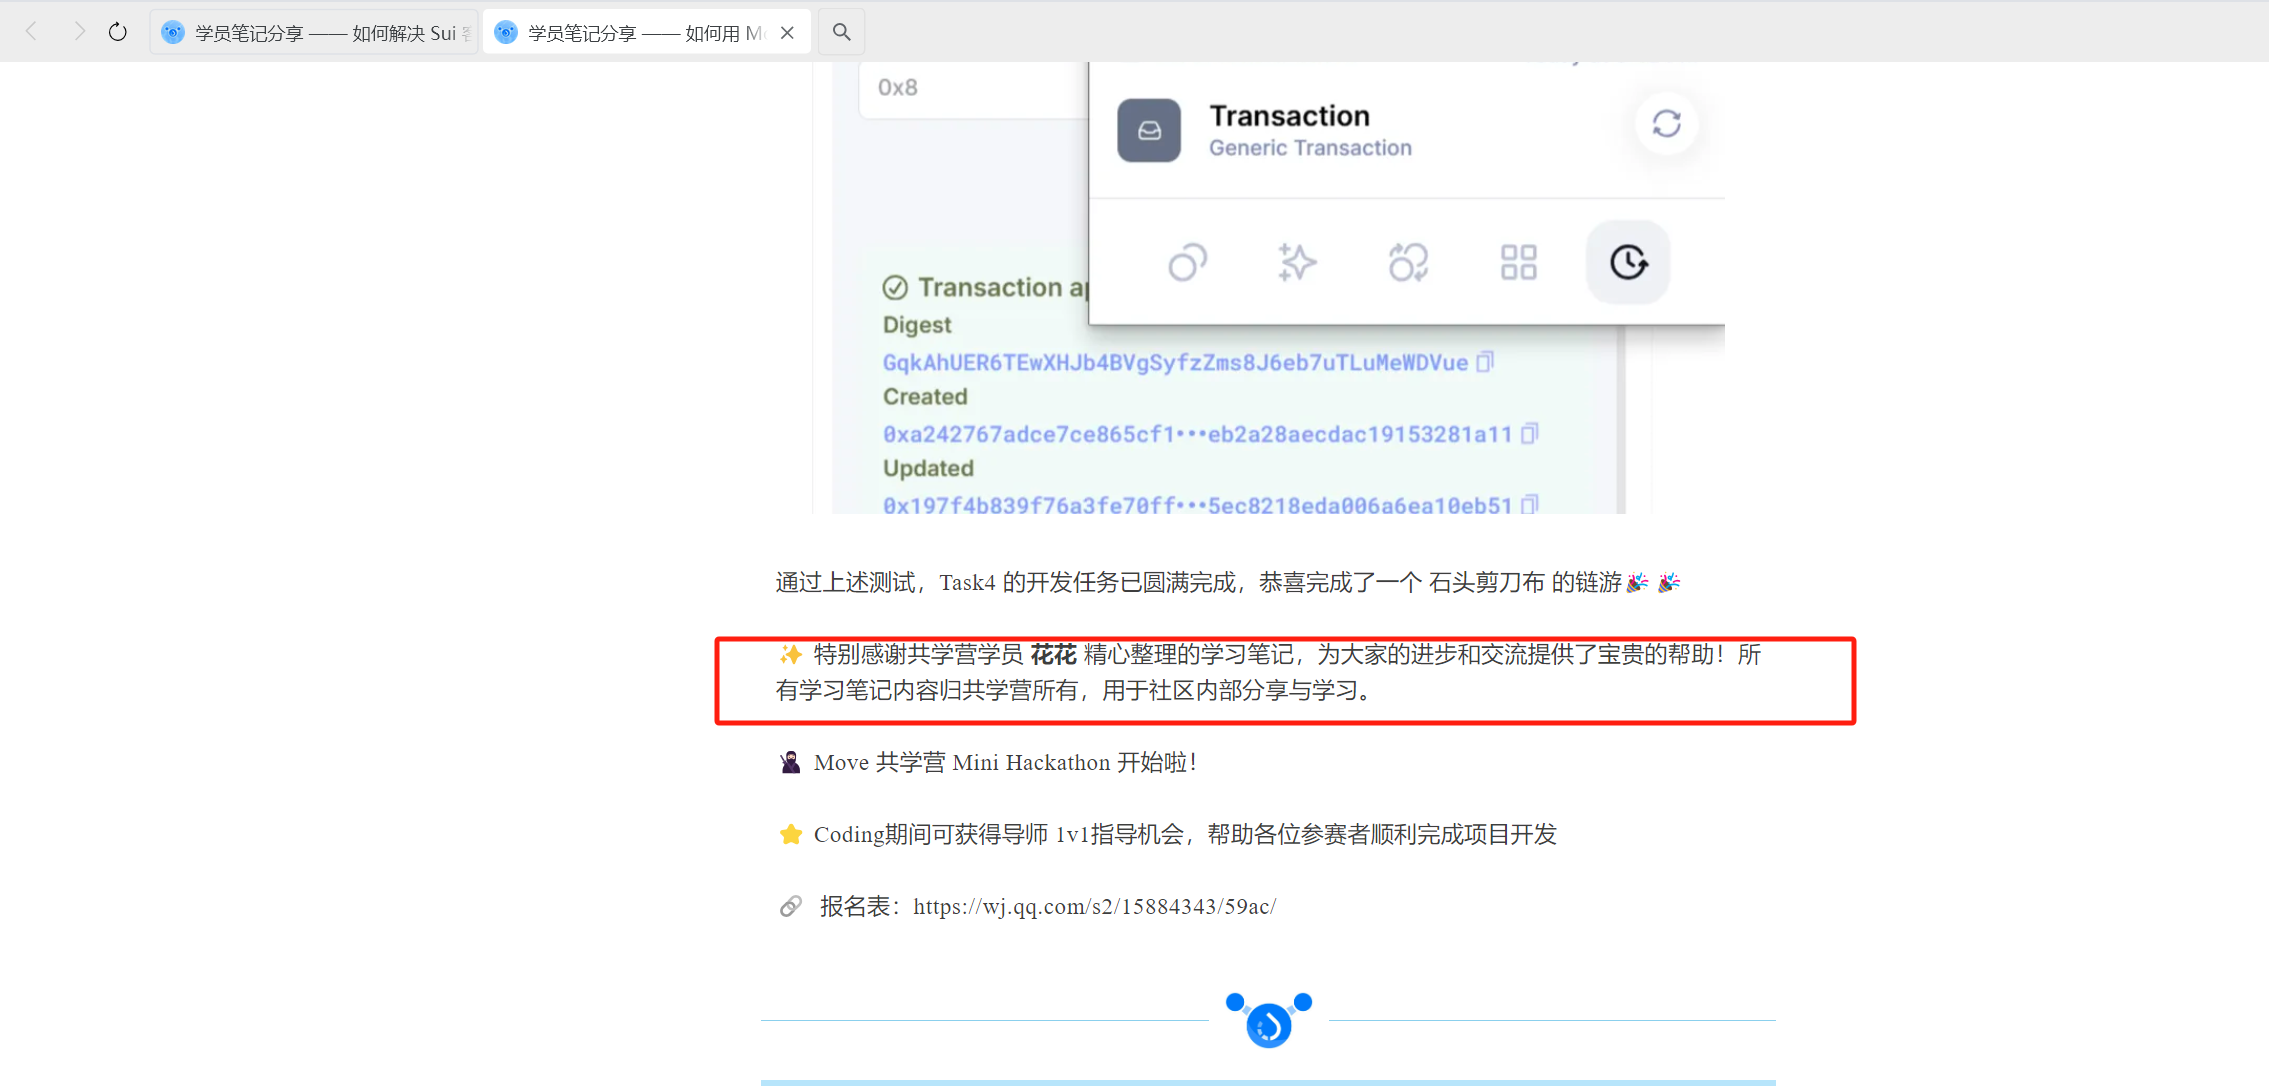 学员笔记分享 —— 如何解决 Sui
学员笔记分享 —— 如何用 M
0x8
Transaction
Generic Transaction
Transaction a
Digest
GqkAhUER6TEwXHJb4BVgSyfzZms8J6eb7uTLuMeWDVue
Created
0xa242767adce7ce865cf1•••eb2a28aecdac19153281a11
Updated
0x197f4b839f76a3fe70ff•••5ec8218eda006a6ea10eb51
通过上述测试，Task4 的开发任务已圆满完成，恭喜完成了一个 石头剪刀布 的链游🎉 🎉
✨ 特别感谢共学营学员 花花 精心整理的学习笔记，为大家的进步和交流提供了宝贵的帮助！所
有学习笔记内容归共学营所有，用于社区内部分享与学习。
🥷 Move 共学营 Mini Hackathon 开始啦！
⭐ Coding期间可获得导师 1v1指导机会，帮助各位参赛者顺利完成项目开发
🔗 报名表：https://wj.qq.com/s2/15884343/59ac/